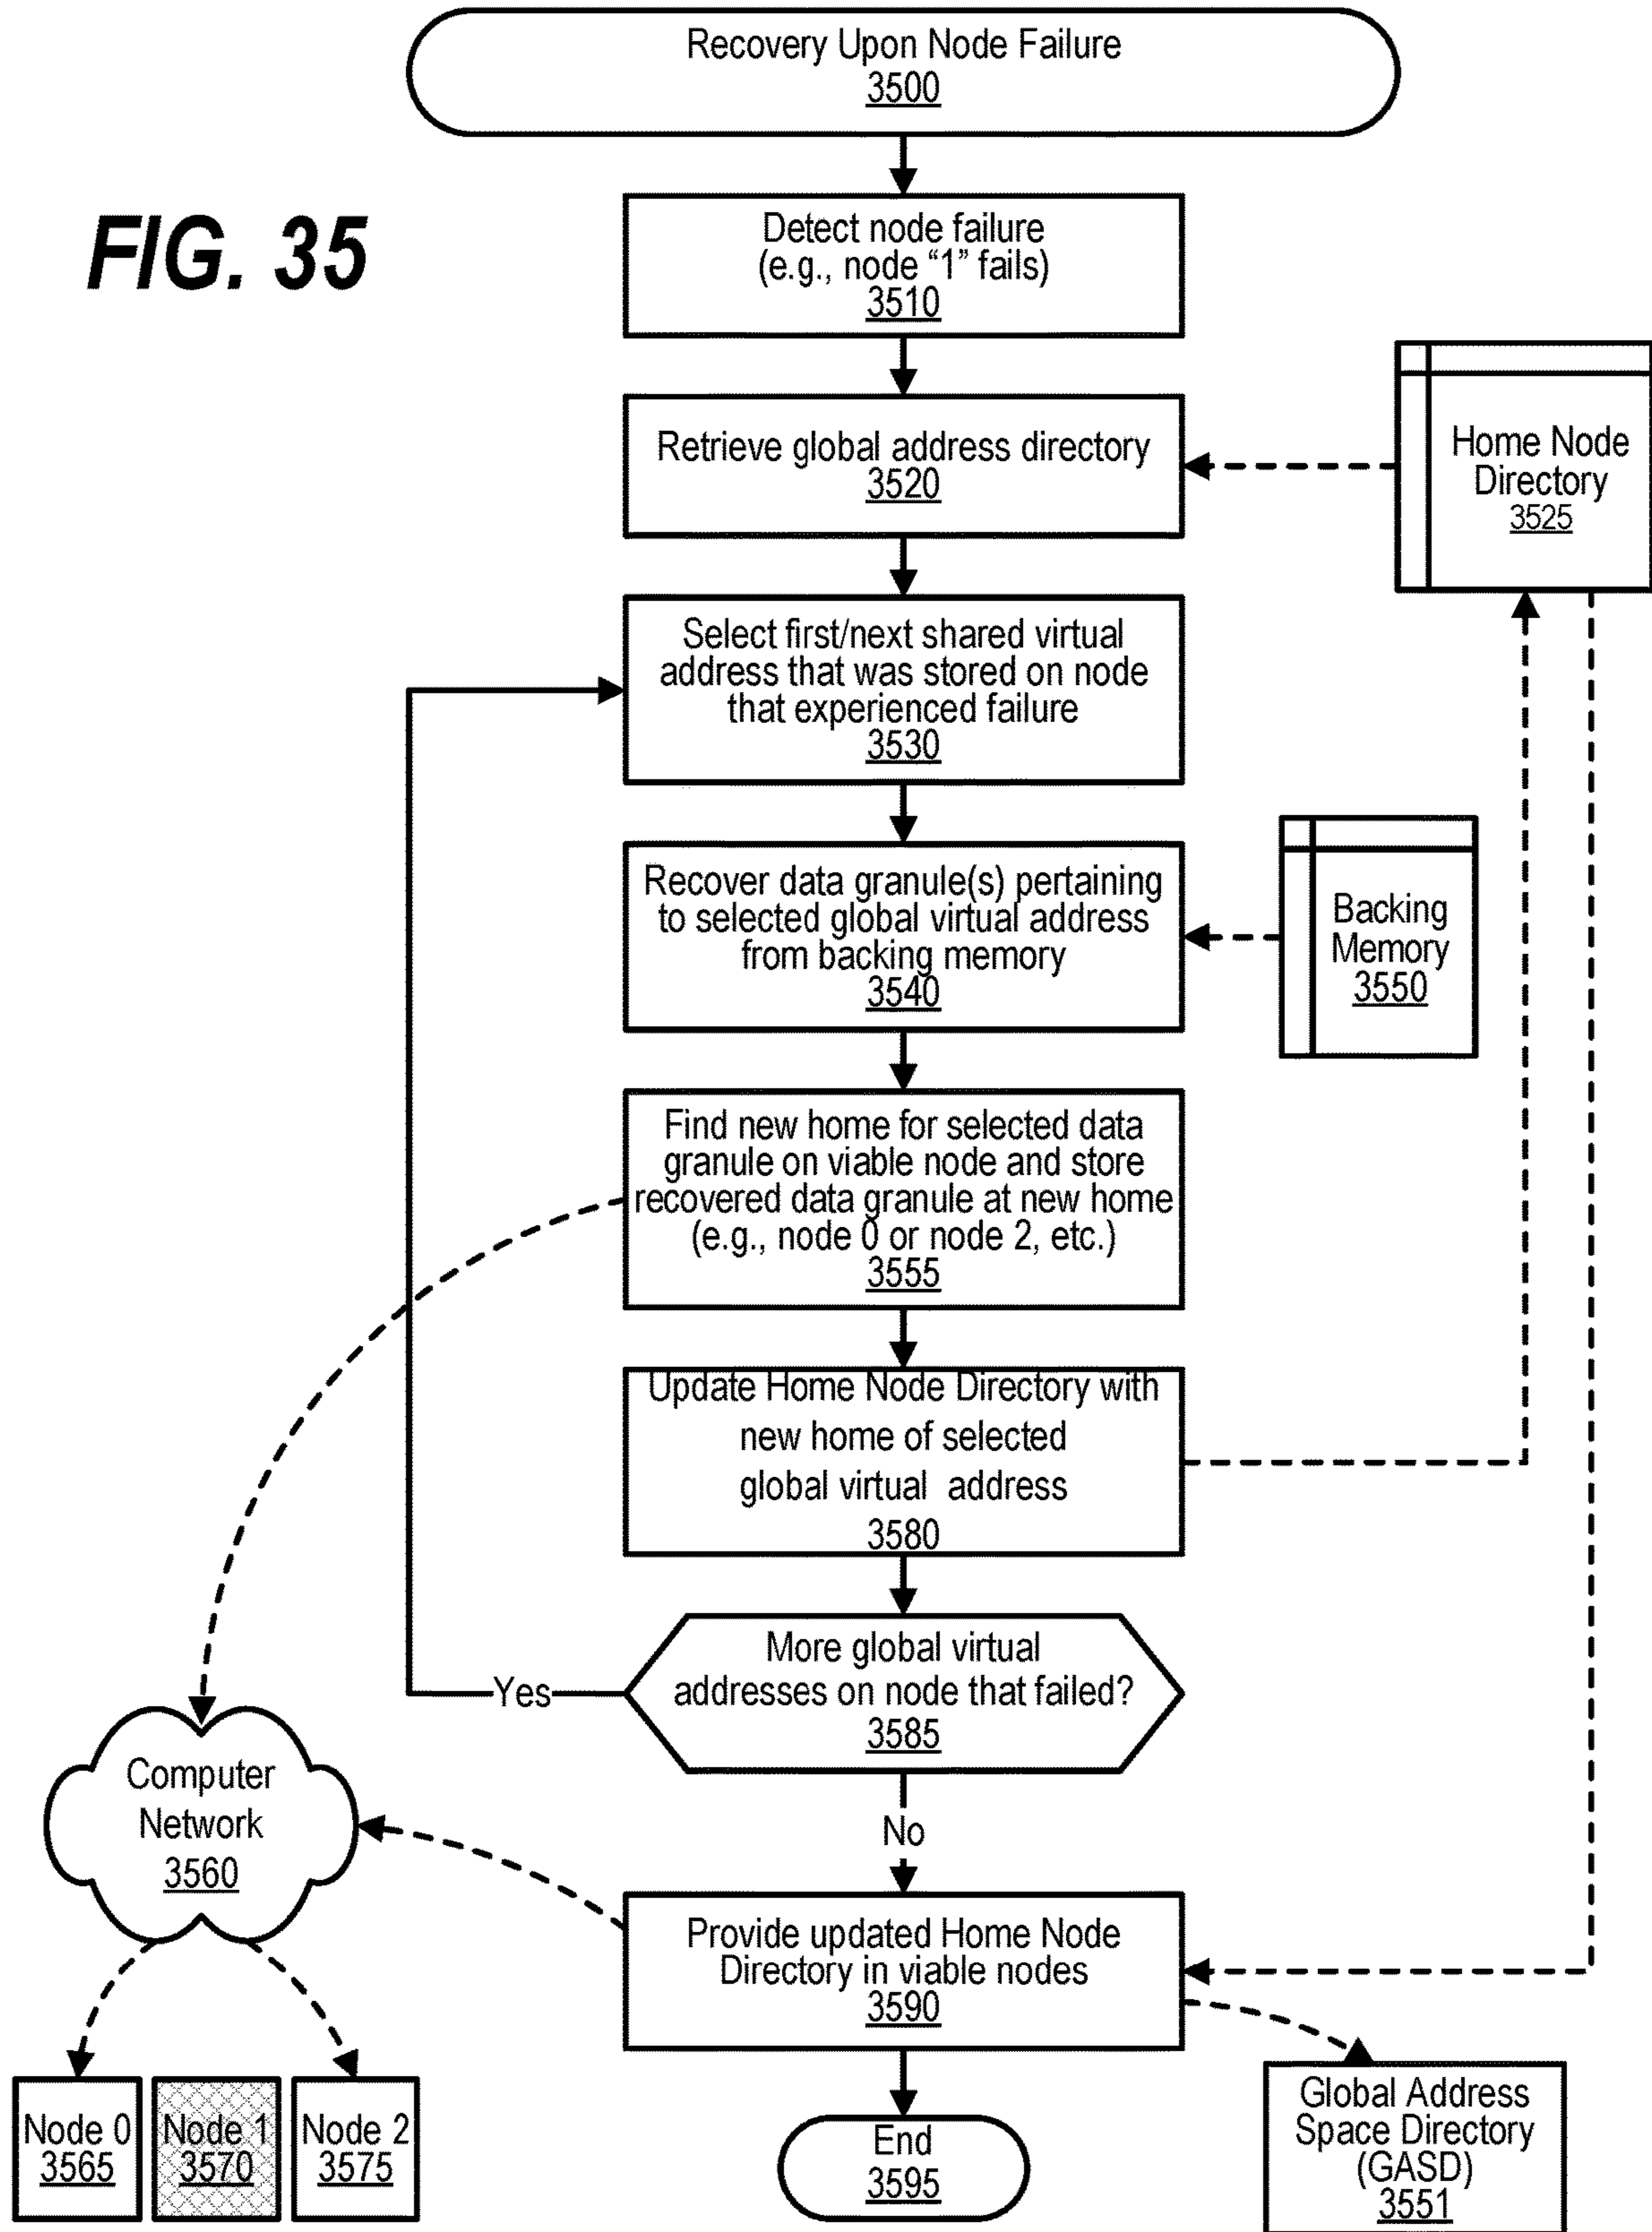 Recovery Upon Node Failure
3500
FIG. 35
Detect node failure
(e.g., node “1” fails)
3510
Retrieve global address directory
3520
Home Node
Directory
3525
Select first/next shared virtual
address that was stored on node
that experienced failure
3530
Recover data granule(s) pertaining
to selected global virtual address
from backing memory
3540
Backing
Memory
3550
Find new home for selected data
granule on viable node and store
recovered data granule at new home
(e.g., node 0 or node 2, etc.)
3555
Update Home Node Directory with
new home of selected
global virtual address
3580
More global virtual
addresses on node that failed?
3585
Yes
No
Computer
Network
3560
Provide updated Home Node
Directory in viable nodes
3590
Node 0
3565
Node 1
3570
Node 2
3575
End
3595
Global Address
Space Directory
(GASD)
3551